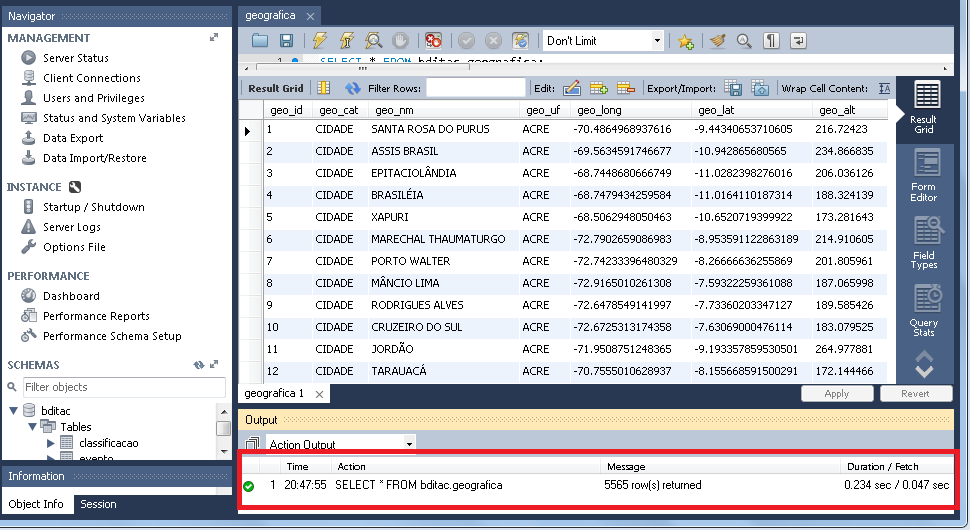 Navigator
MANAGEMENT
Server Status
Client Connections
Users and Privileges
Status and System Variables
Data Export
Data Import/Restore
INSTANCE
Startup / Shutdown
Server Logs
Options File
PERFORMANCE
Dashboard
Performance Reports
Performance Schema Setup
SCHEMAS
Filter objects
bditac
Tables
classificacao
evento
Information
Object Info Session
geografica
Don't Limit
1 SELECT * FROM bditac.geografica;
Result Grid Filter Rows: Edit: Export/Import: Wrap Cell Content:
geo_id geo_cat geo_nm geo_uf geo_long geo_lat geo_alt
1 CIDADE SANTA ROSA DO PURUS ACRE -70.4864968937616 -9.44340653710605 216.72423
2 CIDADE ASSIS BRASIL ACRE -69.5634591746677 -10.942865680565 234.866835
3 CIDADE EPITACIOLÂNDIA ACRE -68.7448680666749 -11.0282398276016 206.036126
4 CIDADE BRASILÉIA ACRE -68.7479434259584 -11.0164110187314 188.324139
5 CIDADE XAPURI ACRE -68.5062948050463 -10.6520719399922 173.281643
6 CIDADE MARECHAL THAUMATURGO ACRE -72.7902659086983 -8.953591122863189 214.910605
7 CIDADE PORTO WALTER ACRE -72.74233396480329 -8.26666636255869 201.805961
8 CIDADE MÂNCIO LIMA ACRE -72.9165010261308 -7.59322259361088 187.065998
9 CIDADE RODRIGUES ALVES ACRE -72.6478549141997 -7.73360203347127 189.585426
10 CIDADE CRUZEIRO DO SUL ACRE -72.6725313174358 -7.63069000476114 183.079525
11 CIDADE JORDÃO ACRE -71.9508751248365 -9.193357859530501 264.977881
12 CIDADE TARAUACÁ ACRE -70.7555010628937 -8.155668591500291 172.144466
Result
Grid
Form
Editor
Field
Types
Query
Stats
geografica 1
Apply Revert
Output
Action Output
Time Action Message Duration / Fetch
1 20:47:55 SELECT * FROM bditac.geografica 5565 row(s) returned 0.234 sec / 0.047 sec